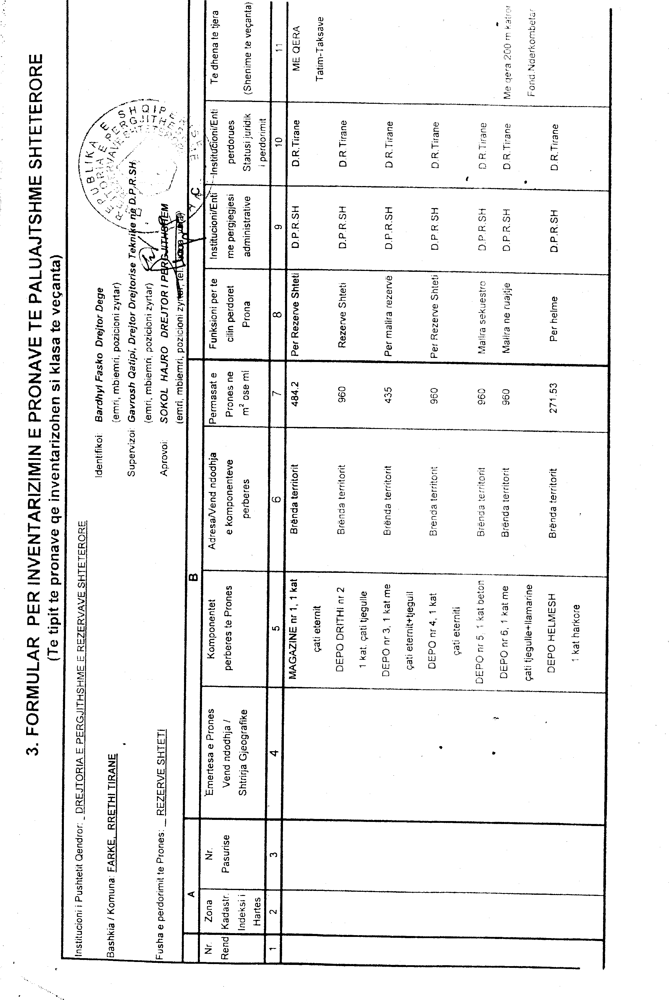 3. FORMULAR PER INVENTARIZIMIN E PRONAVE TE PALUAJTSHME SHTETERORE
(Te tipit te pronave qe inventarizohen si klasa te veçanta)
Institucioni i Pushtetit Qendror: DREJTORIA E PERGJITHSHME E REZERVAVE SHTETERORE
Identifikoi: Bardhyl Fasko Drejtor Dege
(emri, mbiemri, pozicioni zyrtar)
Bashkia / Komuna: FARKE, RRETHI TIRANE
Supervizoi: Gavrosh Qatipi, Drejtor Drejtorise Teknike ne D.P.R.SH
(emri, mbiemri, pozicioni zyrtar)
Fusha e perdorimit te Prones: REZERVE SHTETI
Aprovoi: SOKOL HAJRO DREJTOR I PERGJITHSHEM
(emri, mbiemri, pozicioni zyrtar, tel.
REPUBLIKA E SHQIP
A B C
Nr. Zona Nr. Emertesa e Prones Komponentet Adresa/Vend ndodhja Permasat e Funksioni per te Institucioni/Enti Institucioni/Enti Te dhena te tjera
Rend Kadastr. Pasurise Vend ndodhja / perberes te Prones e komponenteve Prones ne cilin perdoret me pergjegjesi perdorues
Indeksi i Shtrirja Gjeografike perberes m² ose ml Prona administrative Statusi juridik (Shenime te veçanta)
Hartes i perdorimit
1 2 3 4 5 6 7 8 9 10 11
MAGAZINE nr 1, 1 kat Brënda territorit 484.2 Per Rezerve Shteti D.P.R.SH D.R.Tirane ME QERA
çati eternit Tatim-Taksave
DEPO DRITHI nr 2 Brënda territorit 960 Rezerve Shteti D.P.R.SH D.R.Tirane
1 kat. çati tjegulle
DEPO nr 3, 1 kat me Brënda territorit 435 Per mallra rezervë D.P.R.SH D.R.Tirane
çati eternit+tjegull
DEPO nr 4, 1 kat Brenda territorit 960 Per Rezerve Shteti D.P.R.SH D.R.Tirane
çati eterniti
DEPO nr 5, 1 kat beton Brënda territorit 960 Mallra sekuestro D.P.R.SH D.R.Tirane
DEPO nr 6, 1 kat me Brënda territorit 960 Mallra ne ruajtje D.P.R.SH D.R.Tirane Me qera 200 m katror
çati tjegulle+llamarine Fond.Nderkombetar
DEPO HELMESH Brënda territorit 271.53 Per helme D.P.R.SH D.R.Tirane
1 kat harkore